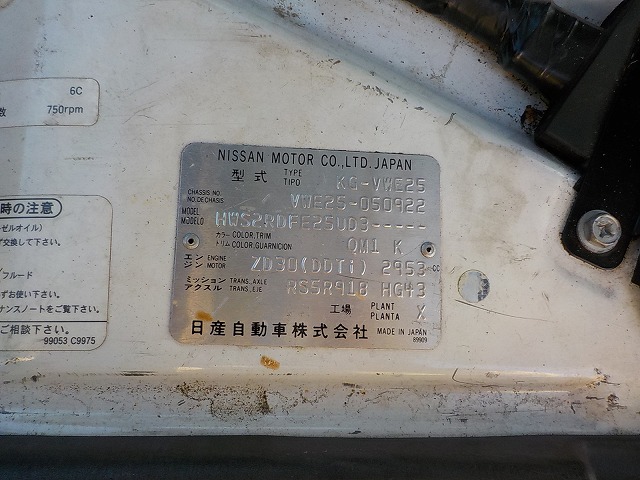 6C
数 750rpm
時の注意
ーゼルオイル)
交換して下さい。
フルード
ずお使い下さい。
ナンスノートをご覧下さい。
ご相談下さい。
99053 C9975
NISSAN MOTOR CO.,LTD. JAPAN
型式 TYPE TIPO KG-VWE25
CHASSIS NO. NO.DECHASIS VWE25-050922
MODEL MODELO HWS2RDFE25UD3-----
カラー COLOR,TRIM
トリム COLOR,GUARNICION QM1 K
エンジン ENGINE MOTOR ZD30(DDTi) 2953 CC
ミッション TRANS.,AXLE
アクスル TRANS.,EJE RS5R91B HG43
工場 PLANT PLANTA X
日産自動車株式会社 MADE IN JAPAN
89909